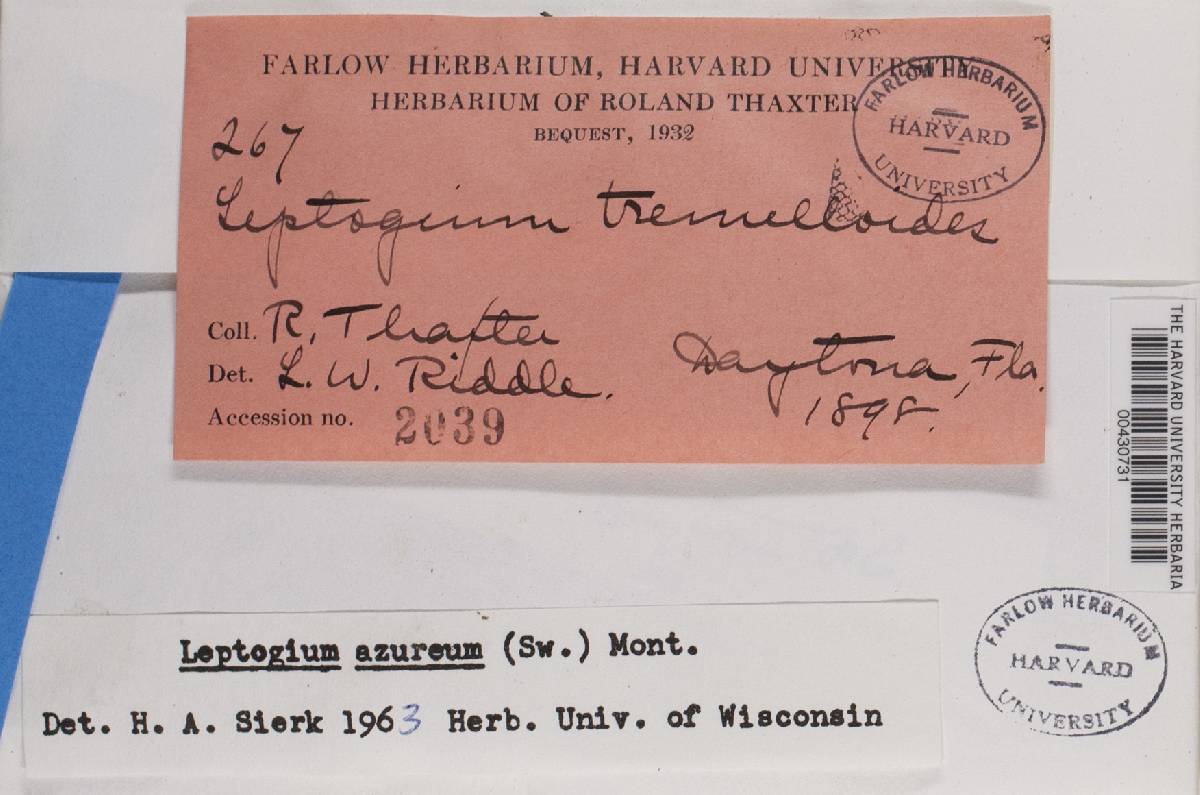 FARLOW HERBARIUM, HARVARD UNIVERSITY
HERBARIUM OF ROLAND THAXTER
BEQUEST, 1932
FARLOW HERBARIUM
HARVARD
UNIVERSITY
267
Leptogium tremelloides
Coll. R. Thaxter
Daytona, Fla.
Det. L. W. Riddle.
1898.
Accession no. 2039
THE HARVARD UNIVERSITY HERBARIA
00430731
FARLOW HERBARIUM
HARVARD
UNIVERSITY
Leptogium azureum (Sw.) Mont.
Det. H. A. Sierk 1963 Herb. Univ. of Wisconsin